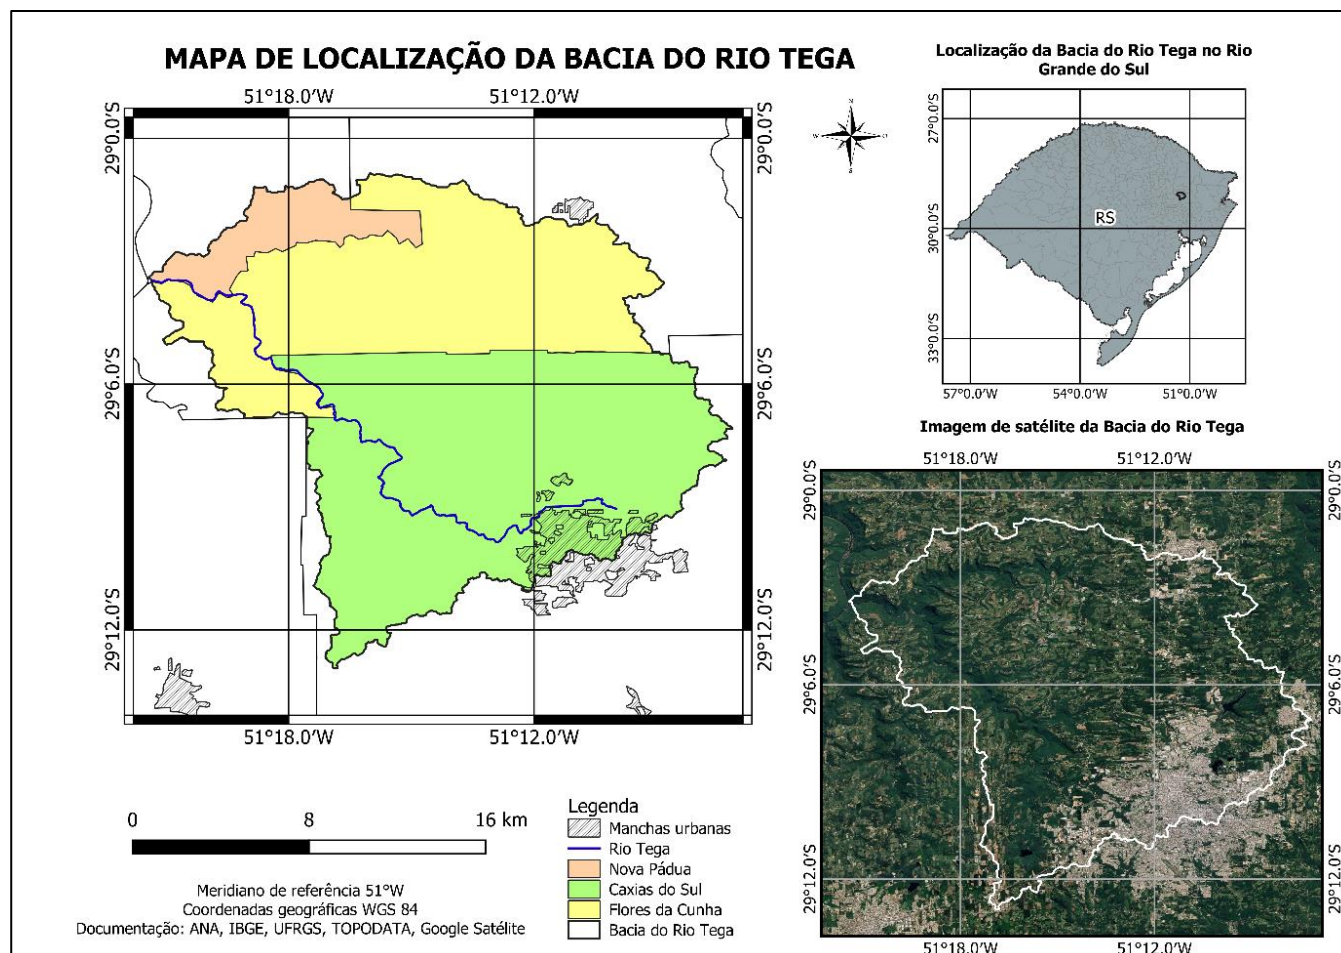 MAPA DE LOCALIZAÇÃO DA BACIA DO RIO TEGA
51°18.0′W 51°12.0′W
29°0.0′S 29°0.0′S
29°6.0′S 29°6.0′S
29°12.0′S 29°12.0′S
51°18.0′W 51°12.0′W
N
W O
S
Localização da Bacia do Rio Tega no Rio
Grande do Sul
27°0.0′S
30°0.0′S
33°0.0′S
RS
57°0.0′W 54°0.0′W 51°0.0′W
Imagem de satélite da Bacia do Rio Tega
51°18.0′W 51°12.0′W
29°0.0′S 29°0.0′S
29°6.0′S 29°6.0′S
29°12.0′S 29°12.0′S
51°18.0′W 51°12.0′W
0 8 16 km
Meridiano de referência 51°W
Coordenadas geográficas WGS 84
Documentação: ANA, IBGE, UFRGS, TOPODATA, Google Satélite
Legenda
Manchas urbanas
Rio Tega
Nova Pádua
Caxias do Sul
Flores da Cunha
Bacia do Rio Tega